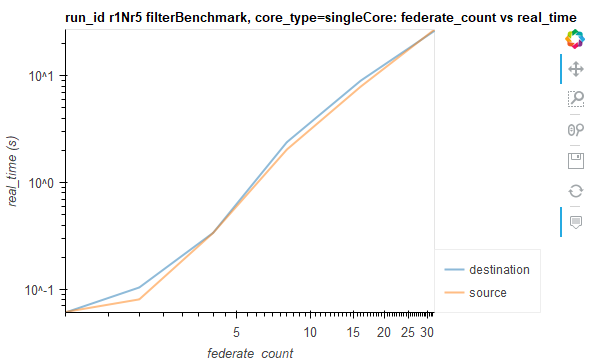 run_id r1Nr5 filterBenchmark, core_type=singleCore: federate_count vs real_time
10^1
10^0
10^-1
real_time (s)
5 10 15 20 25 30
federate_count
destination
source